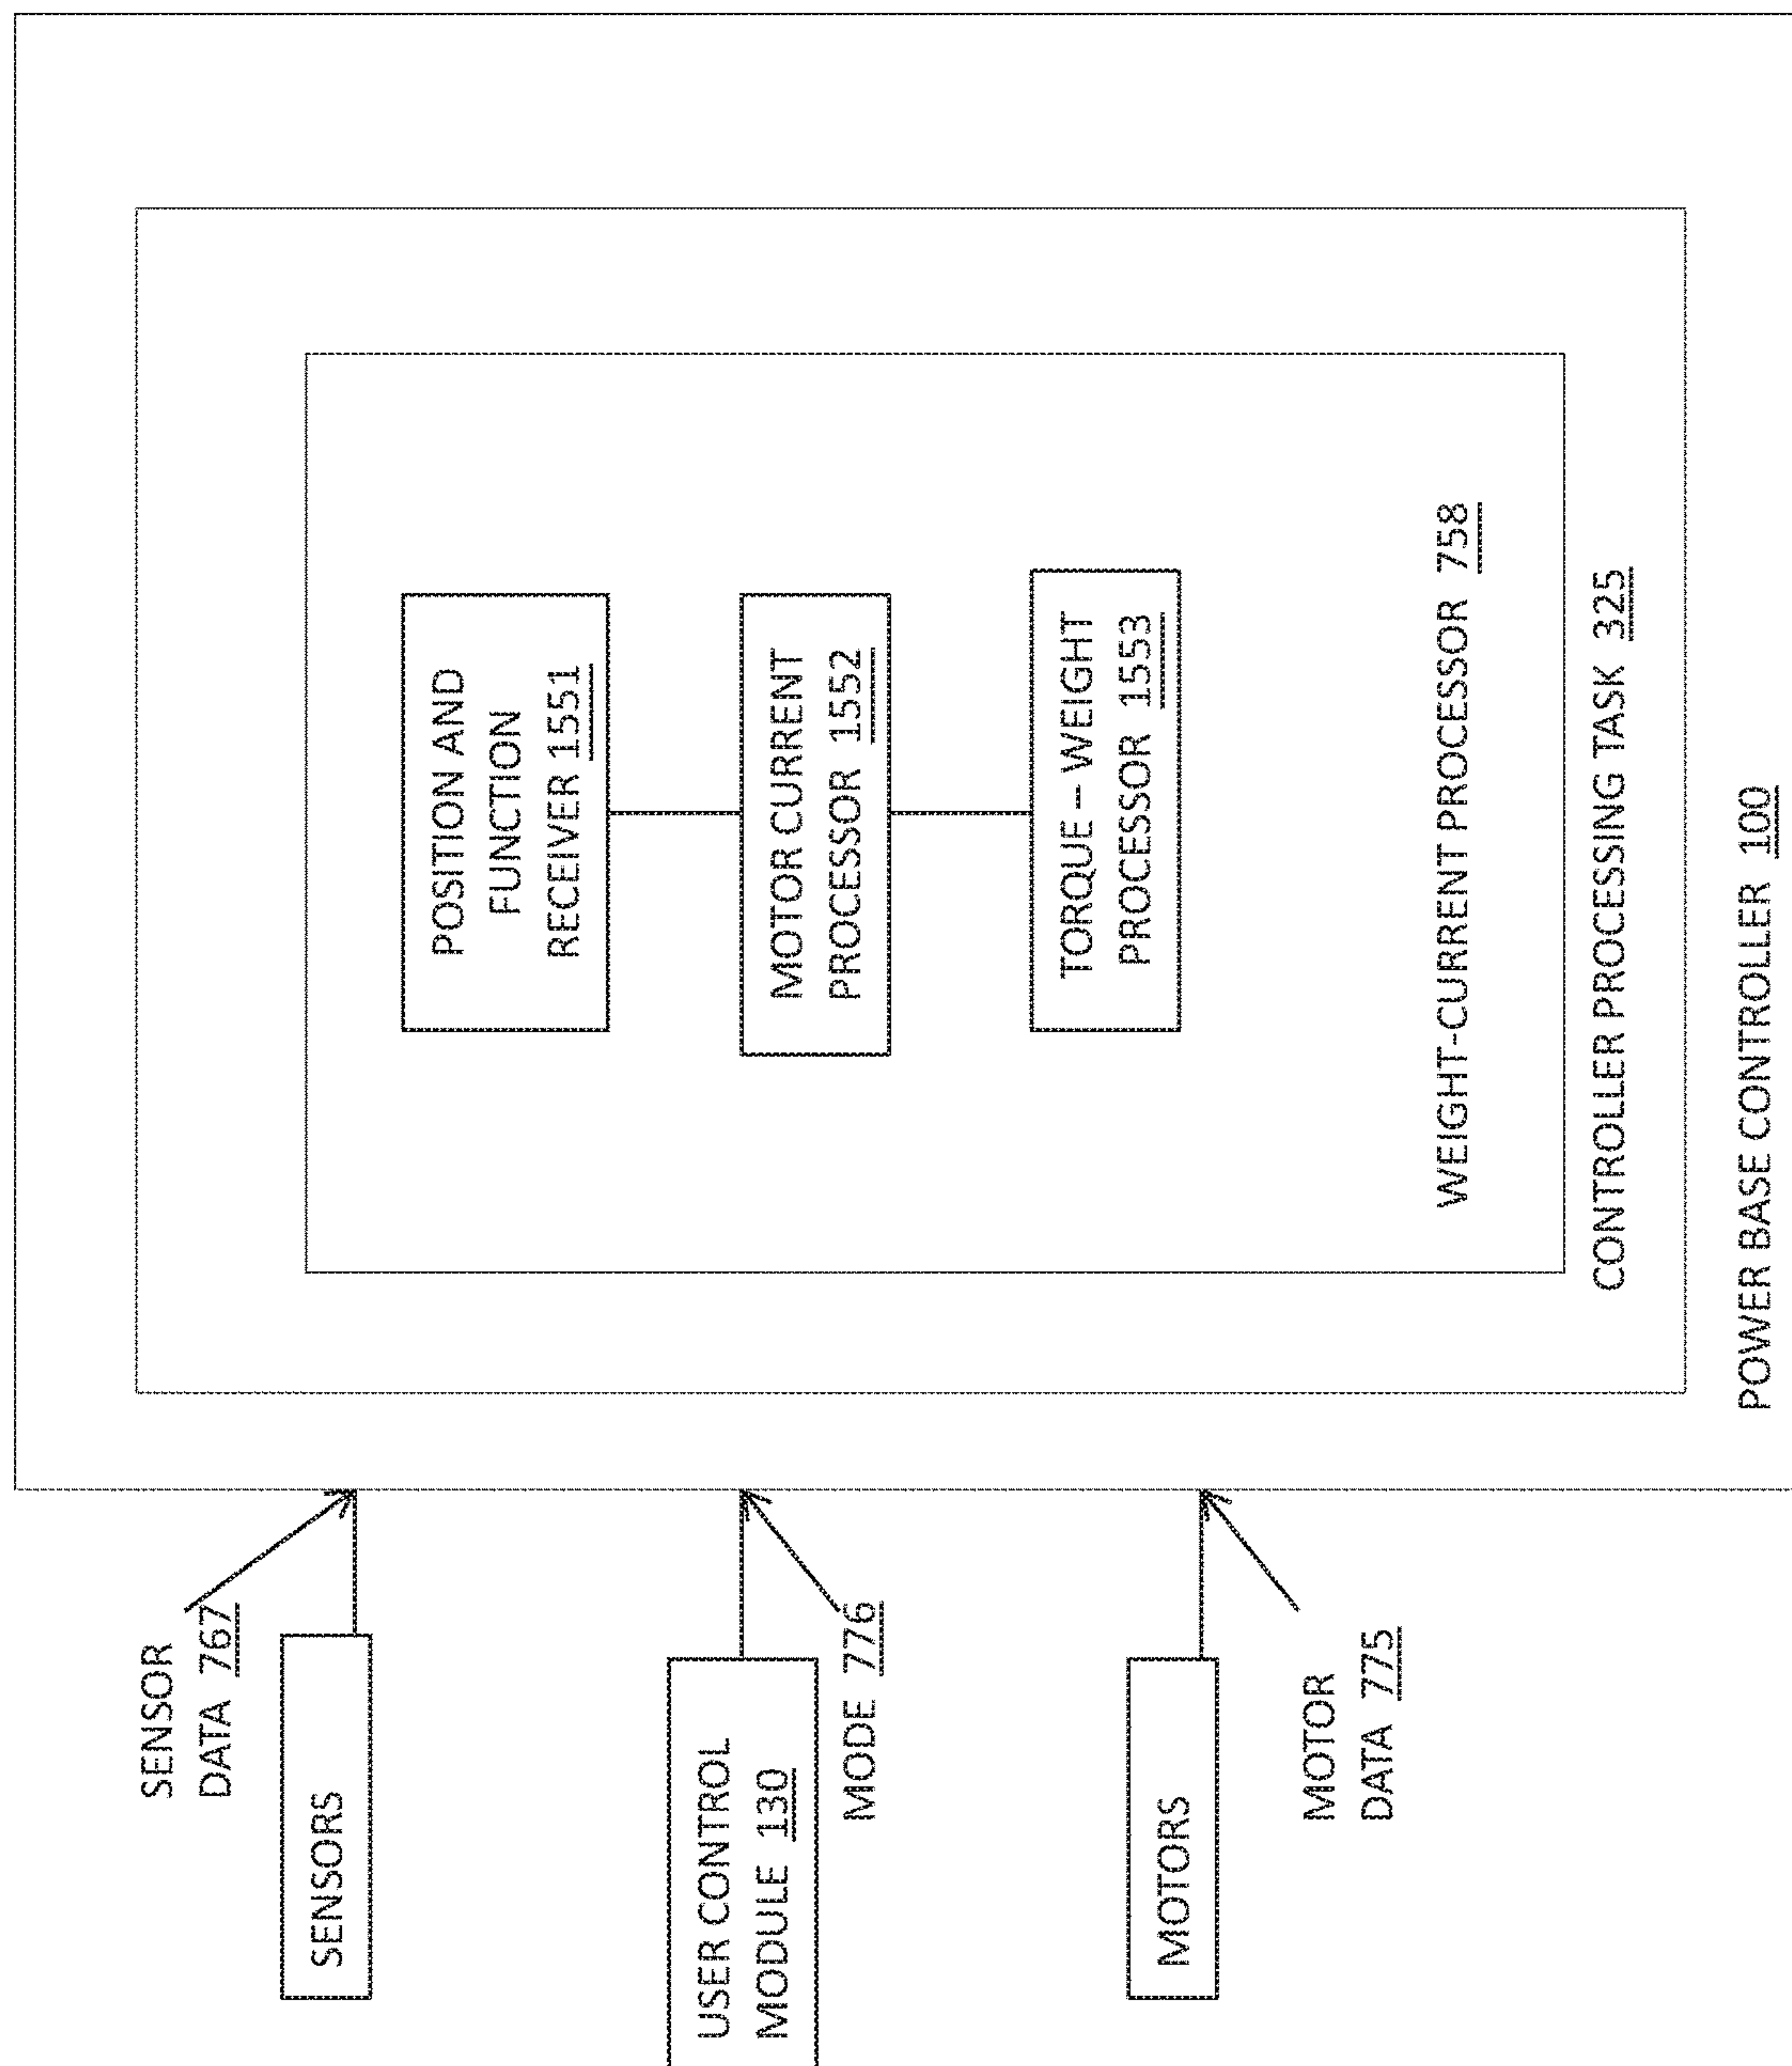 SENSOR
DATA 767
SENSORS
USER CONTROL
MODULE 130
MODE 776
MOTORS
MOTOR
DATA 775
POSITION AND
FUNCTION
RECEIVER 1551
MOTOR CURRENT
PROCESSOR 1552
TORQUE – WEIGHT
PROCESSOR 1553
WEIGHT-CURRENT PROCESSOR 758
CONTROLLER PROCESSING TASK 325
POWER BASE CONTROLLER 100